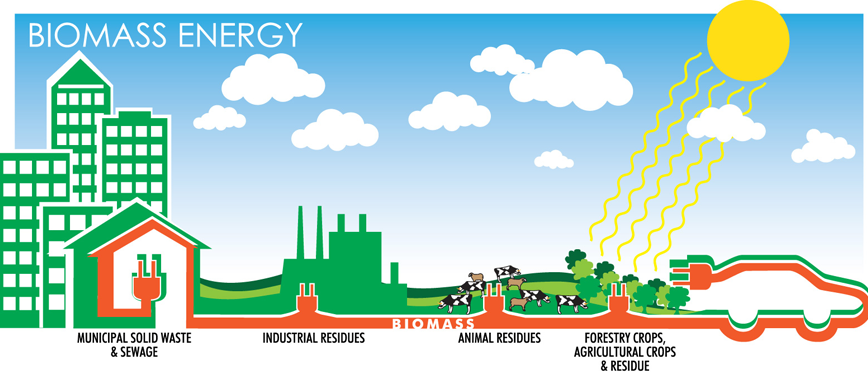 BIOMASS ENERGY
BIOMASS
MUNICIPAL SOLID WASTE
& SEWAGE
INDUSTRIAL RESIDUES
ANIMAL RESIDUES
FORESTRY CROPS,
AGRICULTURAL CROPS
& RESIDUE